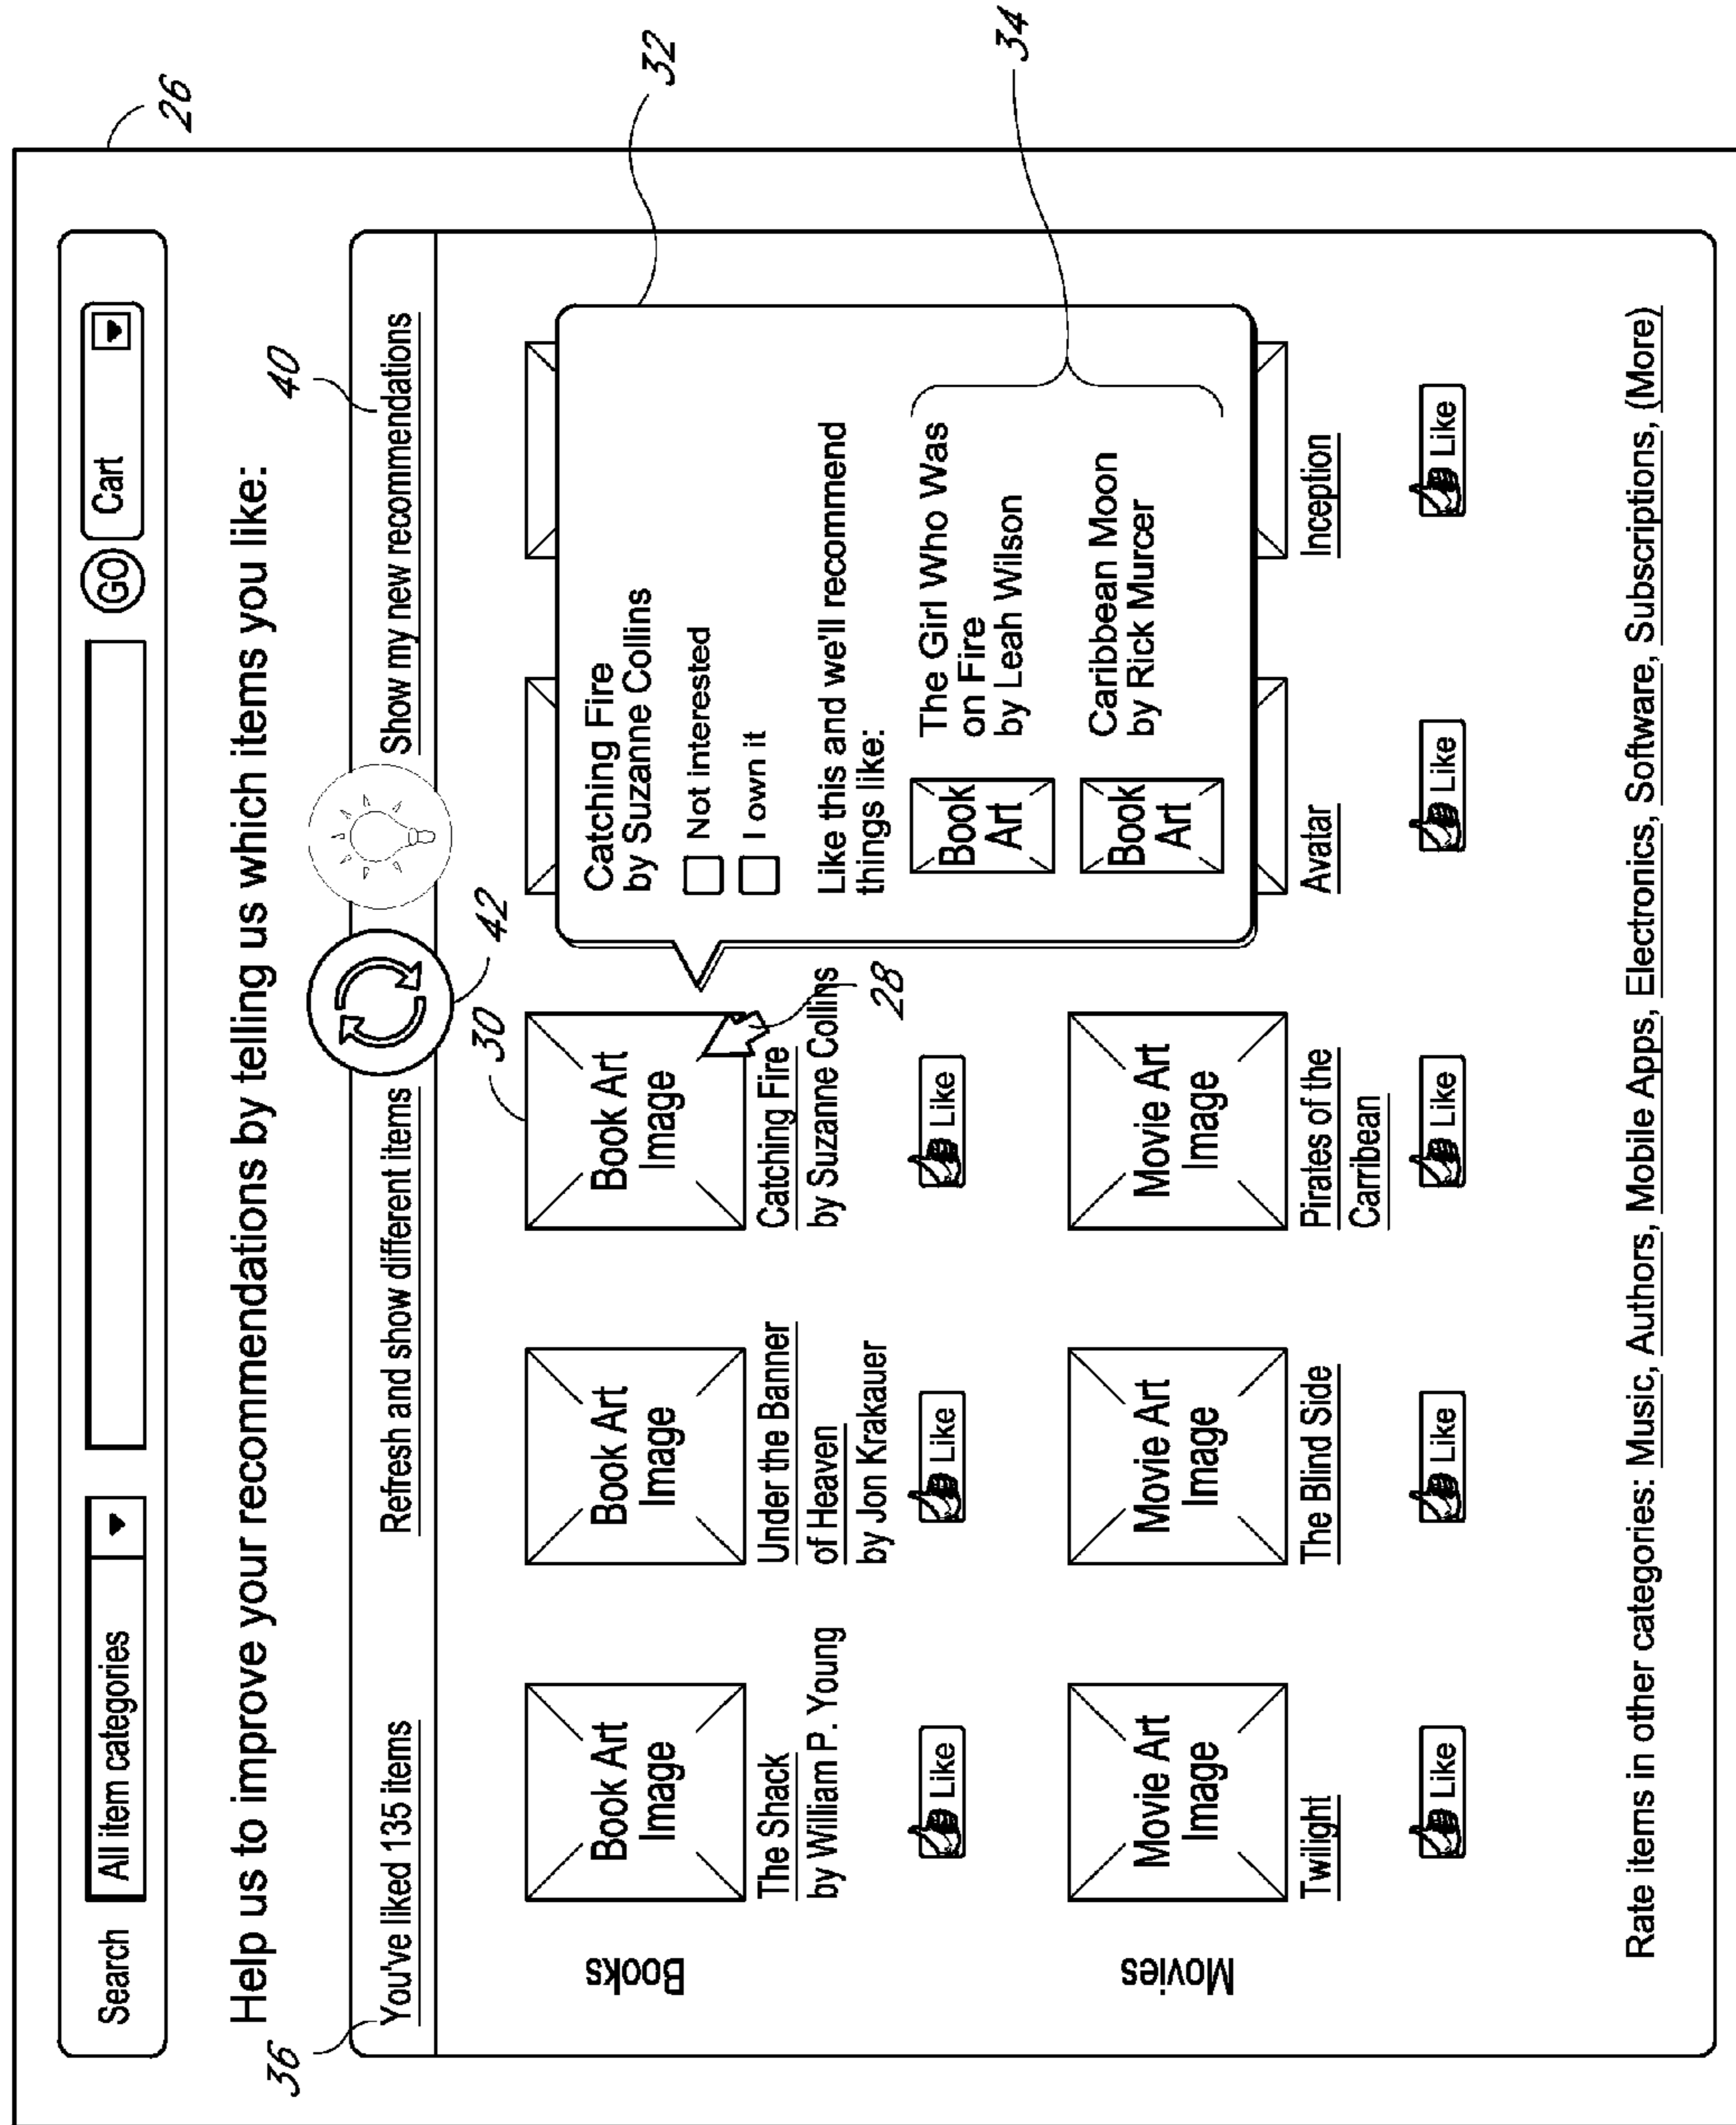 26
Search All item categories GO Cart
Help us to improve your recommendations by telling us which items you like:
36
40
You've liked 135 items Refresh and show different items Show my new recommendations
42
30
32
Books
Book Art
Image
The Shack
by William P. Young
Like
Book Art
Image
Under the Banner
of Heaven
by Jon Krakauer
Like
Book Art
Image
Catching Fire
by Suzanne Collins
28
Like
Catching Fire
by Suzanne Collins
Not interested
I own it
Like this and we'll recommend
things like:
Book
Art
The Girl Who Was
on Fire
by Leah Wilson
Book
Art
Caribbean Moon
by Rick Murcer
34
Movies
Movie Art
Image
Twilight
Like
Movie Art
Image
The Blind Side
Like
Movie Art
Image
Pirates of the
Carribean
Like
Avatar
Like
Inception
Like
Rate items in other categories: Music, Authors, Mobile Apps, Electronics, Software, Subscriptions, (More)